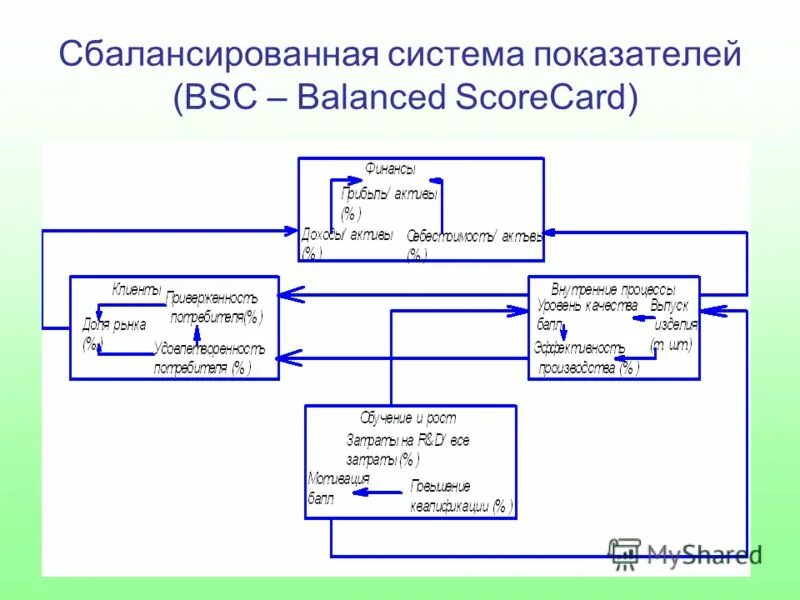 Сбалансированная система показателей
(BSC – Balanced ScoreCard)
Финансы
Прибыль/ активы
(%)
Доходы/ активы
(%)
Себестоимость/ актывы
(%)
Клиенты
Приверженность
потребителя(%)
Доля рынка
(%)
Удовлетворенность
потребителя (%)
Внутренние процессы
Уровень качества
балл
Выпуск
изделия
(т. шт.)
Эффективность
производства (%)
Обучение и рост
Затраты на R&D/ все
затраты (%)
Мотивация
балл
Повышение
квалификации (%)
MyShared